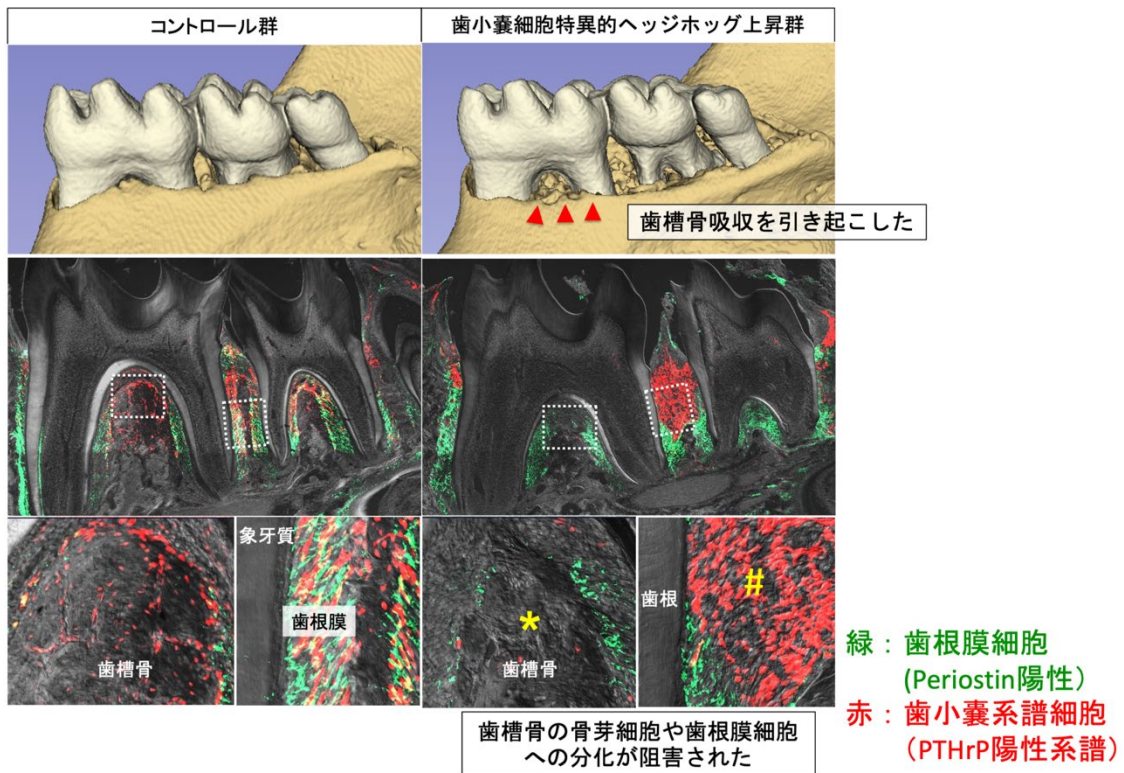 コントロール群
歯小嚢細胞特異的ヘッジホッグ上昇群
歯槽骨吸収を引き起こした
象牙質
歯根膜
歯槽骨
*
歯槽骨
歯根
#
歯槽骨の骨芽細胞や歯根膜細胞
への分化が阻害された
緑：歯根膜細胞
(Periostin陽性）
赤：歯小嚢系譜細胞
（PTHrP陽性系譜）